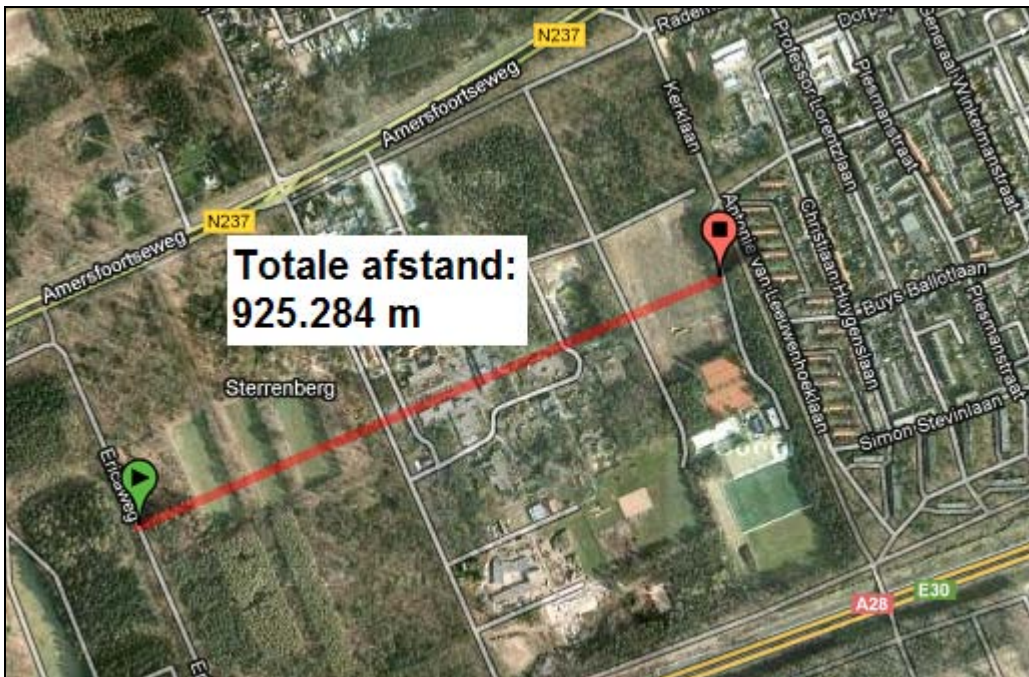 N237
Amersfoortseweg
Kerklaan
Professor Lorentzlaan
Plesmanstraat
Generaal Winkelmanstraat
N237
Amersfoortseweg
Totale afstand:
925.284 m
Antonie van Leeuwenhoeklaan
Christiaan Huygenslaan
Buys Ballotlaan
Plesmanstraat
Sterrenberg
Simon Stevinlaan
Ericaweg
A28
E30